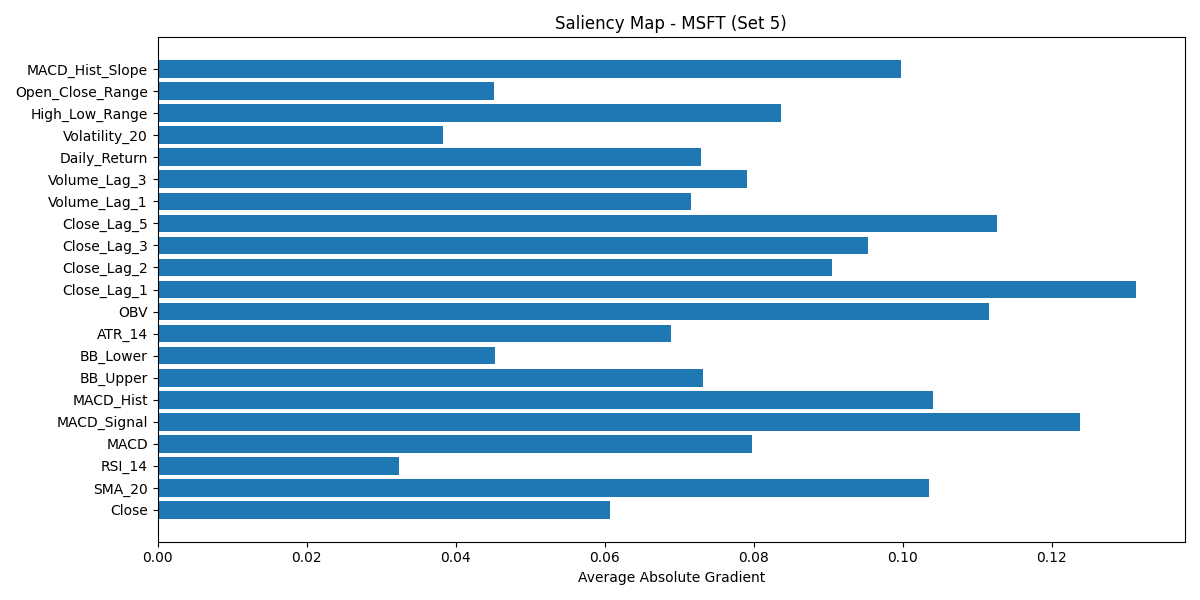 Saliency Map - MSFT (Set 5)
MACD_Hist_Slope
Open_Close_Range
High_Low_Range
Volatility_20
Daily_Return
Volume_Lag_3
Volume_Lag_1
Close_Lag_5
Close_Lag_3
Close_Lag_2
Close_Lag_1
OBV
ATR_14
BB_Lower
BB_Upper
MACD_Hist
MACD_Signal
MACD
RSI_14
SMA_20
Close
0.00 0.02 0.04 0.06 0.08 0.10 0.12
Average Absolute Gradient